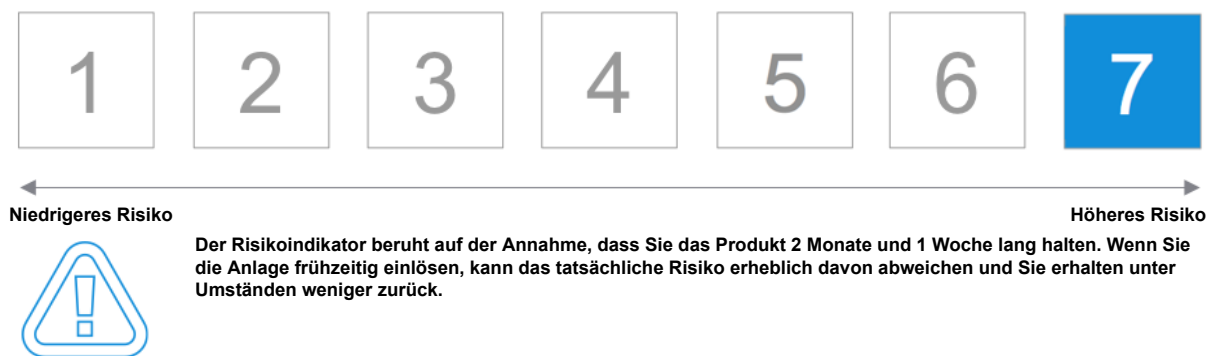 1 2 3 4 5 6 7
Niedrigeres Risiko Höheres Risiko
Der Risikoindikator beruht auf der Annahme, dass Sie das Produkt 2 Monate und 1 Woche lang halten. Wenn Sie
die Anlage frühzeitig einlösen, kann das tatsächliche Risiko erheblich davon abweichen und Sie erhalten unter
Umständen weniger zurück.